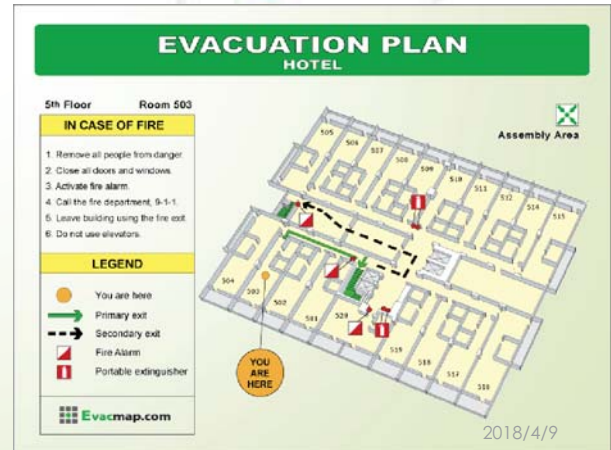 EVACUATION PLAN
HOTEL
5th Floor Room 503
IN CASE OF FIRE
1. Remove all people from danger.
2. Close all doors and windows.
3. Activate fire alarm.
4. Call the fire department, 9-1-1.
5. Leave building using the fire exit.
6. Do not use elevators.
LEGEND
You are here
Primary exit
Secondary exit
Fire Alarm
Portable extinguisher
Evacmap.com
Assembly Area
505
506
507
508
509
510
511
512
514
515
504
503
502
501
520
519
518
517
516
YOU
ARE
HERE
2018/4/9